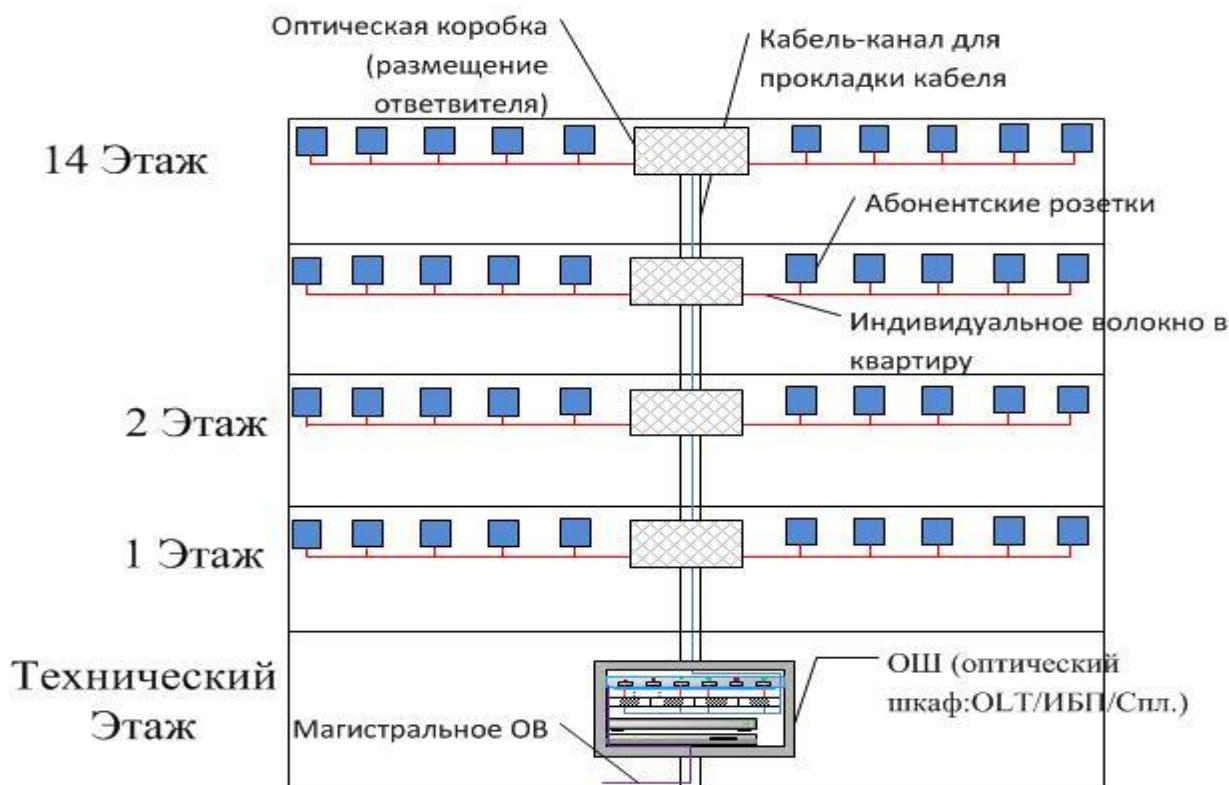 Оптическая коробка
(размещение
ответвителя)
Кабель-канал для
прокладки кабеля
14 Этаж
Абонентские розетки
Индивидуальное волокно в
квартиру
2 Этаж
1 Этаж
Технический
Этаж
ОШ (оптический
шкаф:OLT/ИБП/Спл.)
Магистральное ОВ